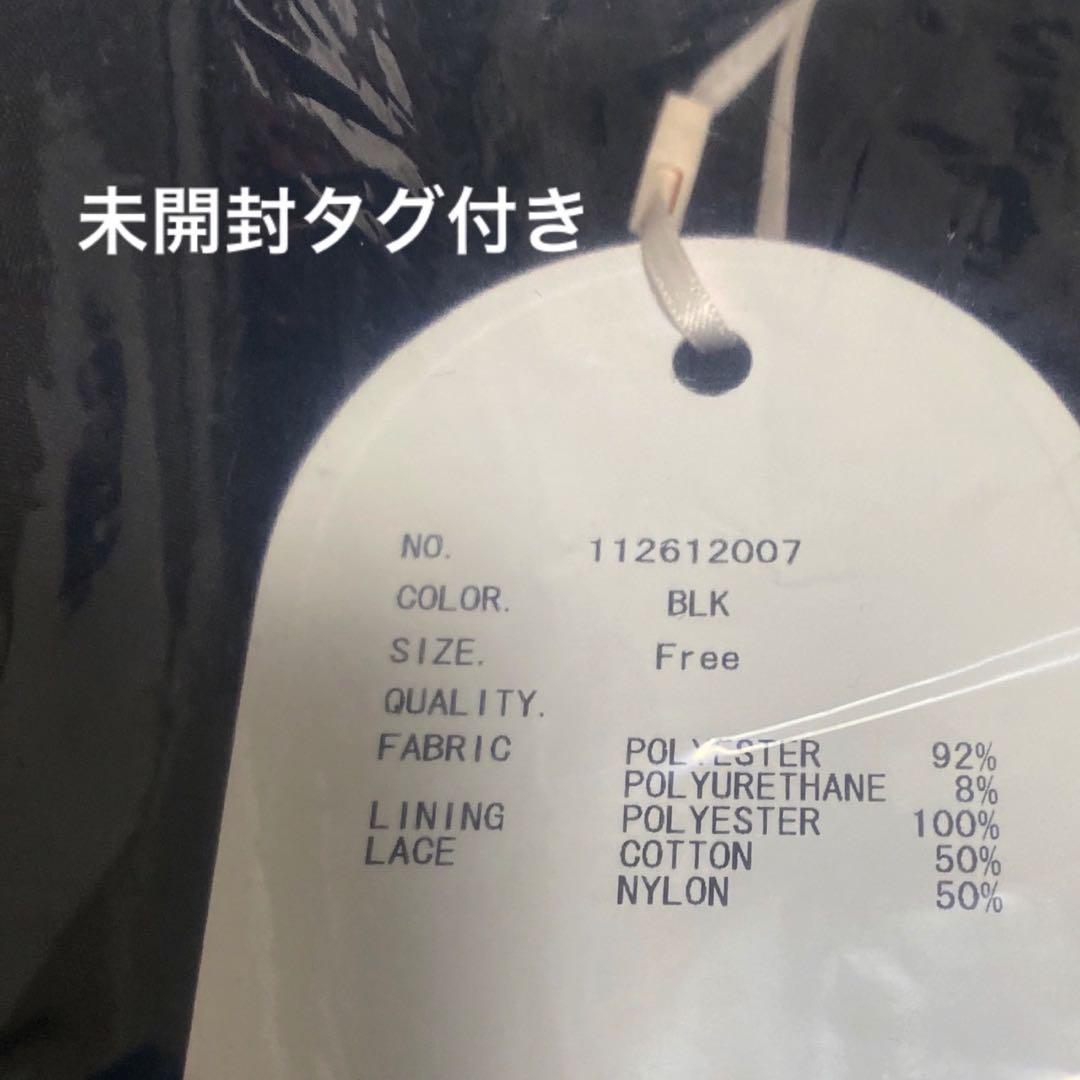 未開封タグ付き
NO. 112612007
COLOR. BLK
SIZE. Free
QUALITY.
FABRIC POLYESTER 92%
POLYURETHANE 8%
LINING POLYESTER 100%
LACE COTTON 50%
NYLON 50%